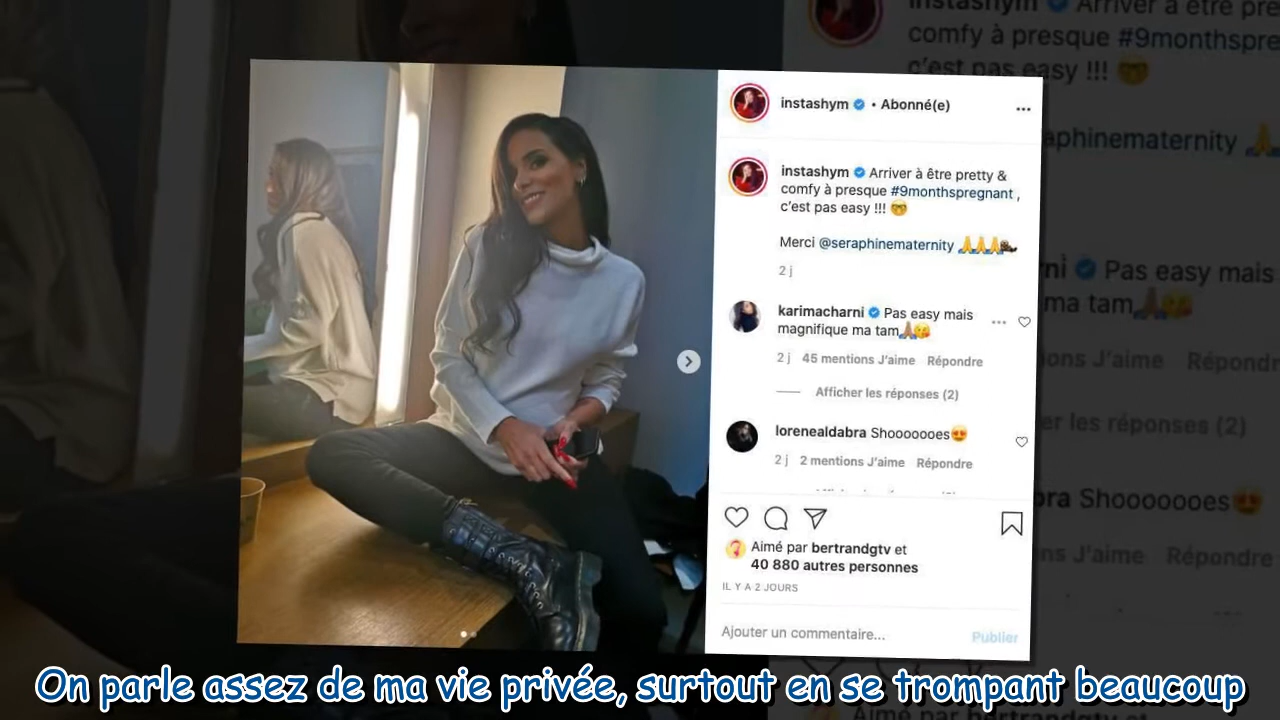 instashym • Abonné(e)
instashym Arriver à être pretty &
comfy à presque #9monthspregnant ,
c'est pas easy !!! 🤓
Merci @seraphinematernity 🙏🙏🙏
2 j
karimacharni Pas easy mais
magnifique ma tam🙏🏽😘
2 j 45 mentions J'aime Répondre
Afficher les réponses (2)
lorenealdabra Shooooooes😍
2 j 2 mentions J'aime Répondre
Aimé par bertrandgtv et
40 880 autres personnes
IL Y A 2 JOURS
Ajouter un commentaire... Publier
On parle assez de ma vie privée, surtout en se trompant beaucoup